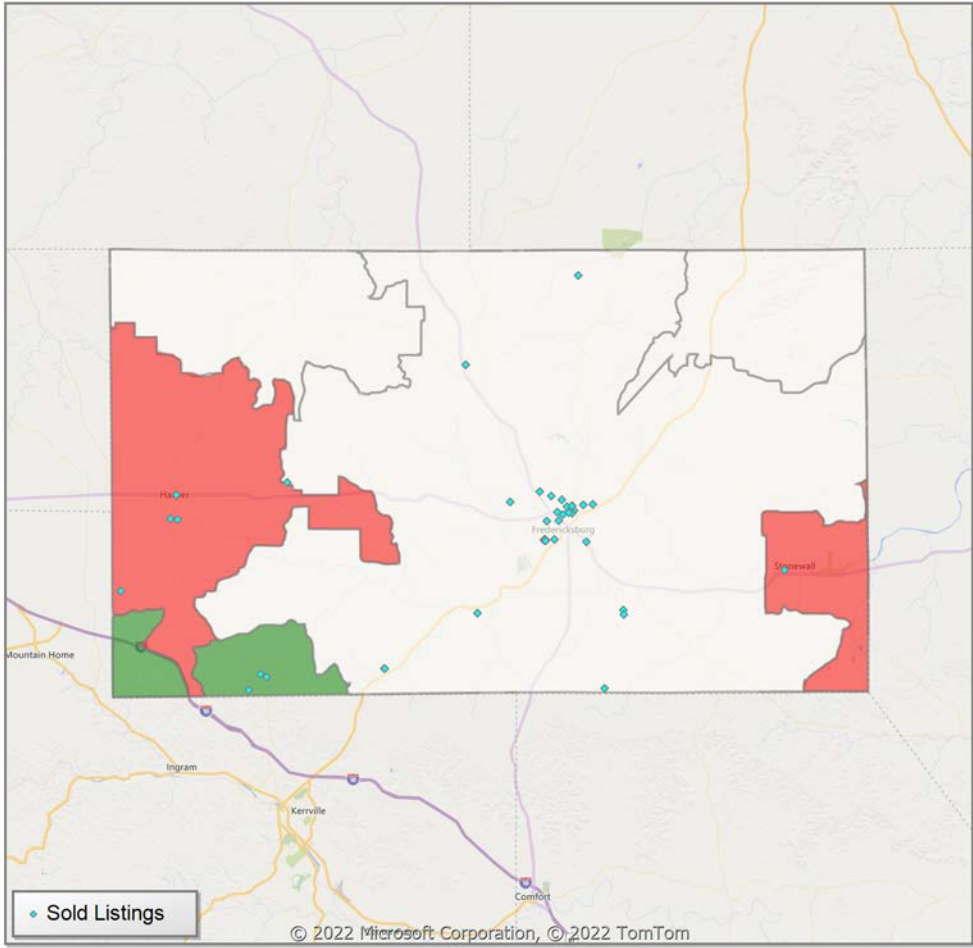 Harper
Fredericksburg
Stonewall
Mountain Home
Ingram
Kerrville
Comfort
Sold Listings
© 2022 Microsoft Corporation, © 2022 TomTom